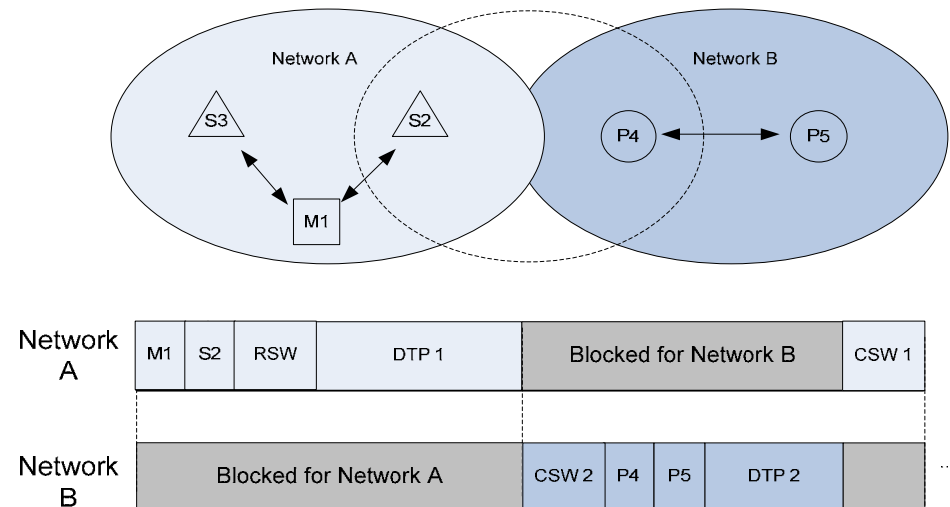 Network A
Network B
S3
S2
P4
P5
M1
Network
A
M1
S2
RSW
DTP 1
Blocked for Network B
CSW 1
Network
B
Blocked for Network A
CSW 2
P4
P5
DTP 2
..